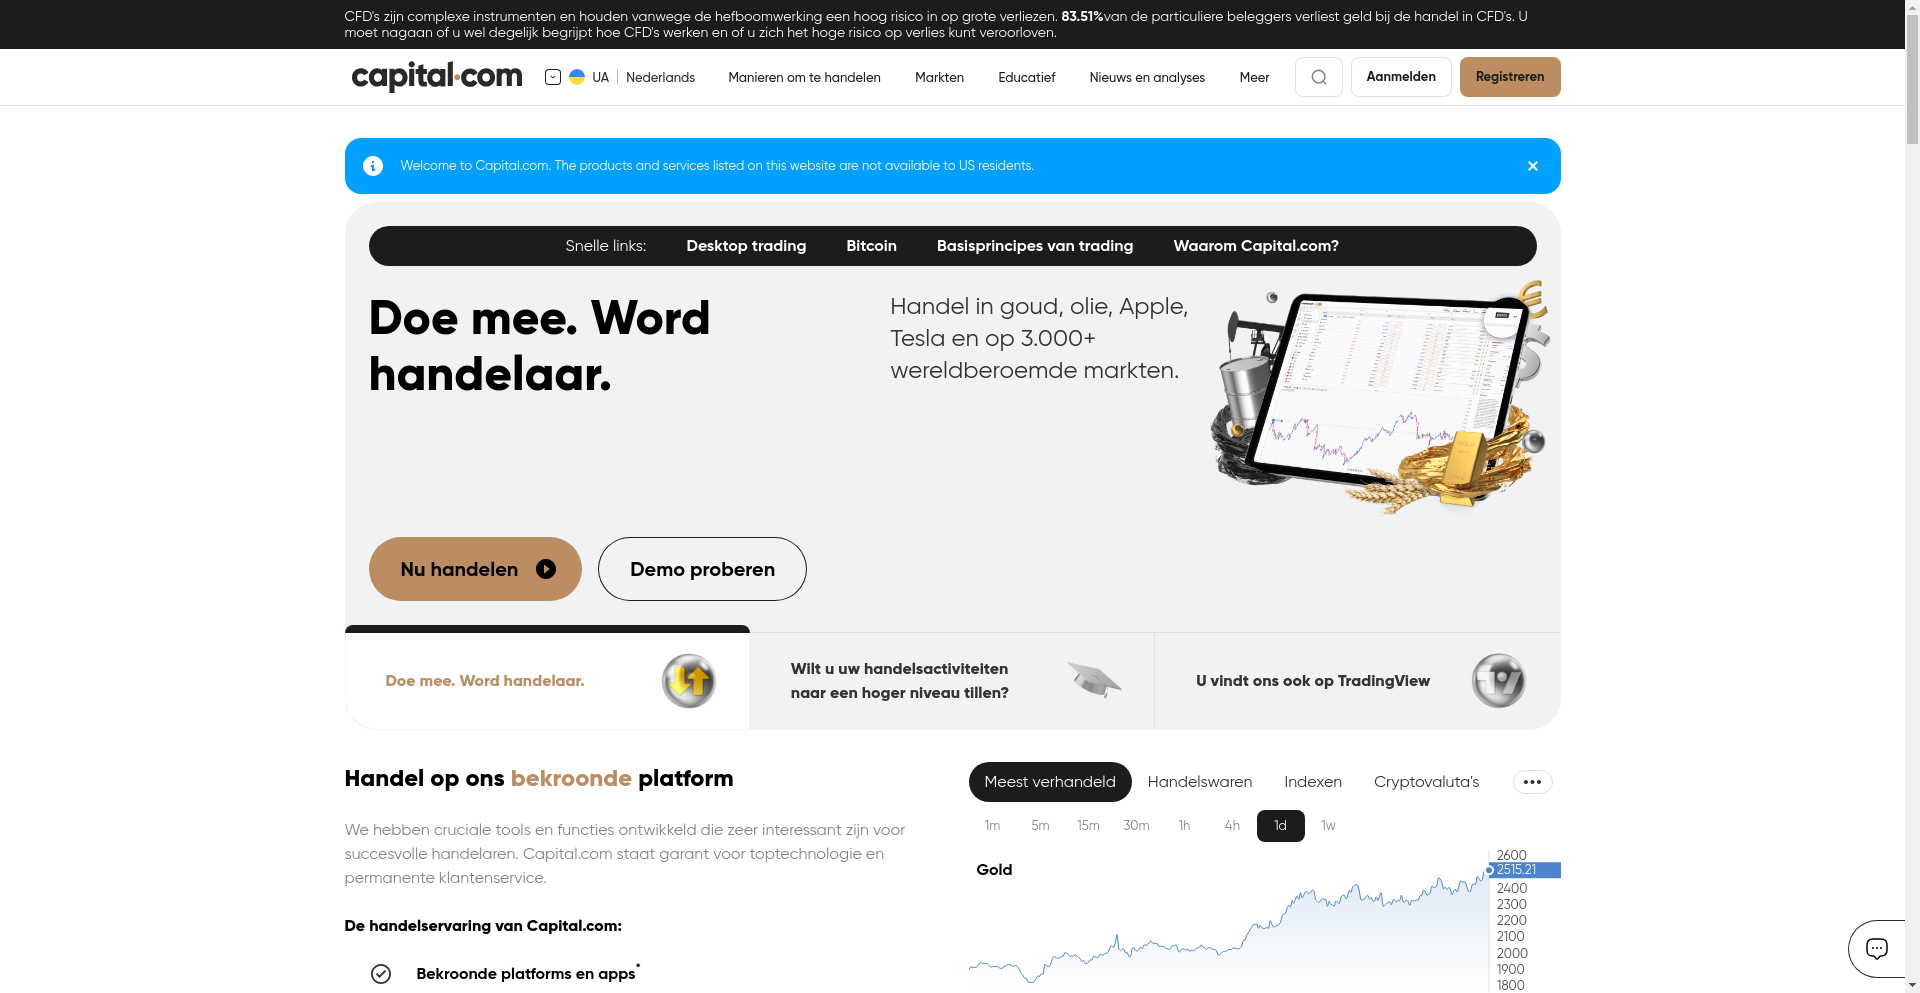 CFD's zijn complexe instrumenten en houden vanwege de hefboomwerking een hoog risico in op grote verliezen. 83.51%van de particuliere beleggers verliest geld bij de handel in CFD's. U
moet nagaan of u wel degelijk begrijpt hoe CFD's werken en of u zich het hoge risico op verlies kunt veroorloven.
capital.com
UA
Nederlands
Manieren om te handelen
Markten
Educatief
Nieuws en analyses
Meer
Aanmelden
Registreren
Welcome to Capital.com. The products and services listed on this website are not available to US residents.
Snelle links:
Desktop trading
Bitcoin
Basisprincipes van trading
Waarom Capital.com?
Doe mee. Word
handelaar.
Handel in goud, olie, Apple,
Tesla en op 3.000+
wereldberoemde markten.
Nu handelen
Demo proberen
Doe mee. Word handelaar.
Wilt u uw handelsactiviteiten
naar een hoger niveau tillen?
U vindt ons ook op TradingView
Handel op ons bekroonde platform
We hebben cruciale tools en functies ontwikkeld die zeer interessant zijn voor
succesvolle handelaren. Capital.com staat garant voor toptechnologie en
permanente klantenservice.
De handelservaring van Capital.com:
Bekroonde platforms en apps*
Meest verhandeld
Handelswaren
Indexen
Cryptovaluta's
1m
5m
15m
30m
1h
4h
1d
1w
Gold
2600
2515.21
2400
2300
2200
2100
2000
1900
1800